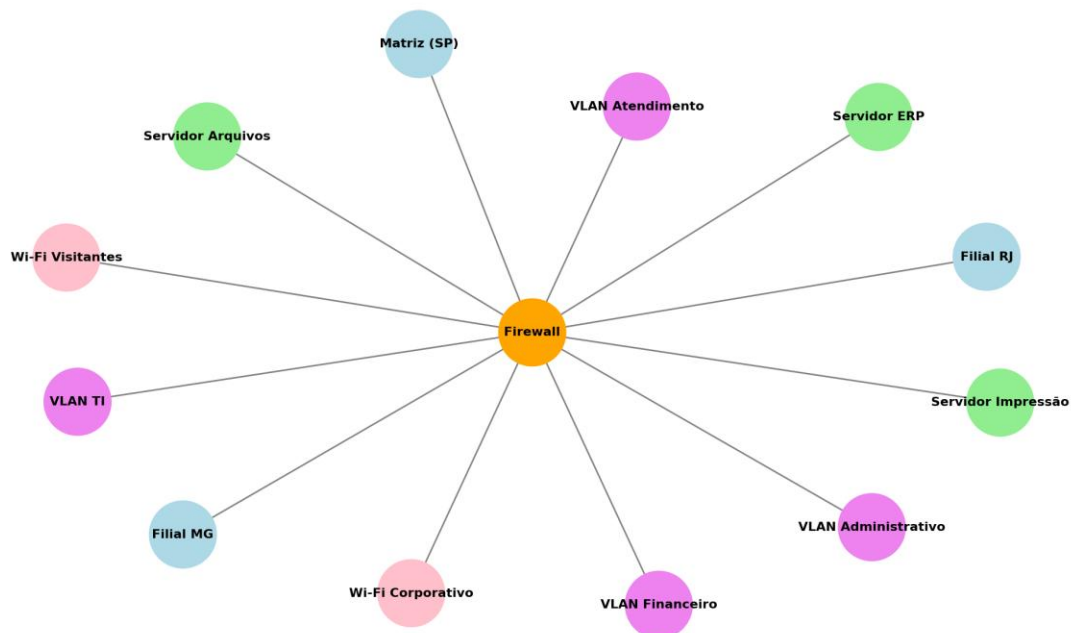 Matriz (SP)
VLAN Atendimento
Servidor ERP
Servidor Arquivos
Wi-Fi Visitantes
Filial RJ
Firewall
VLAN TI
Servidor Impressão
VLAN Administrativo
Filial MG
Wi-Fi Corporativo
VLAN Financeiro